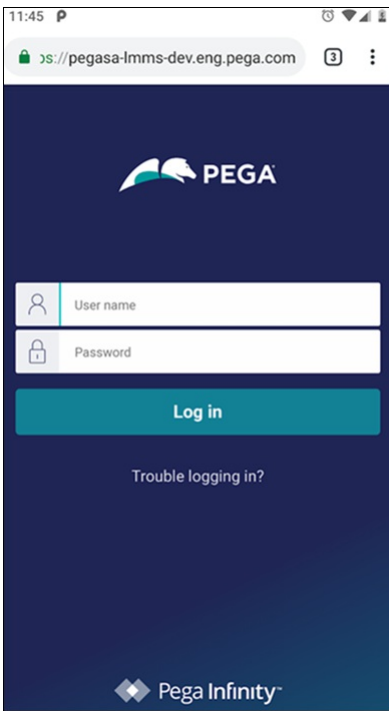 11:45
ps://pegasa-lmms-dev.eng.pega.com 3
PEGA
User name
Password
Log in
Trouble logging in?
Pega Infinity™